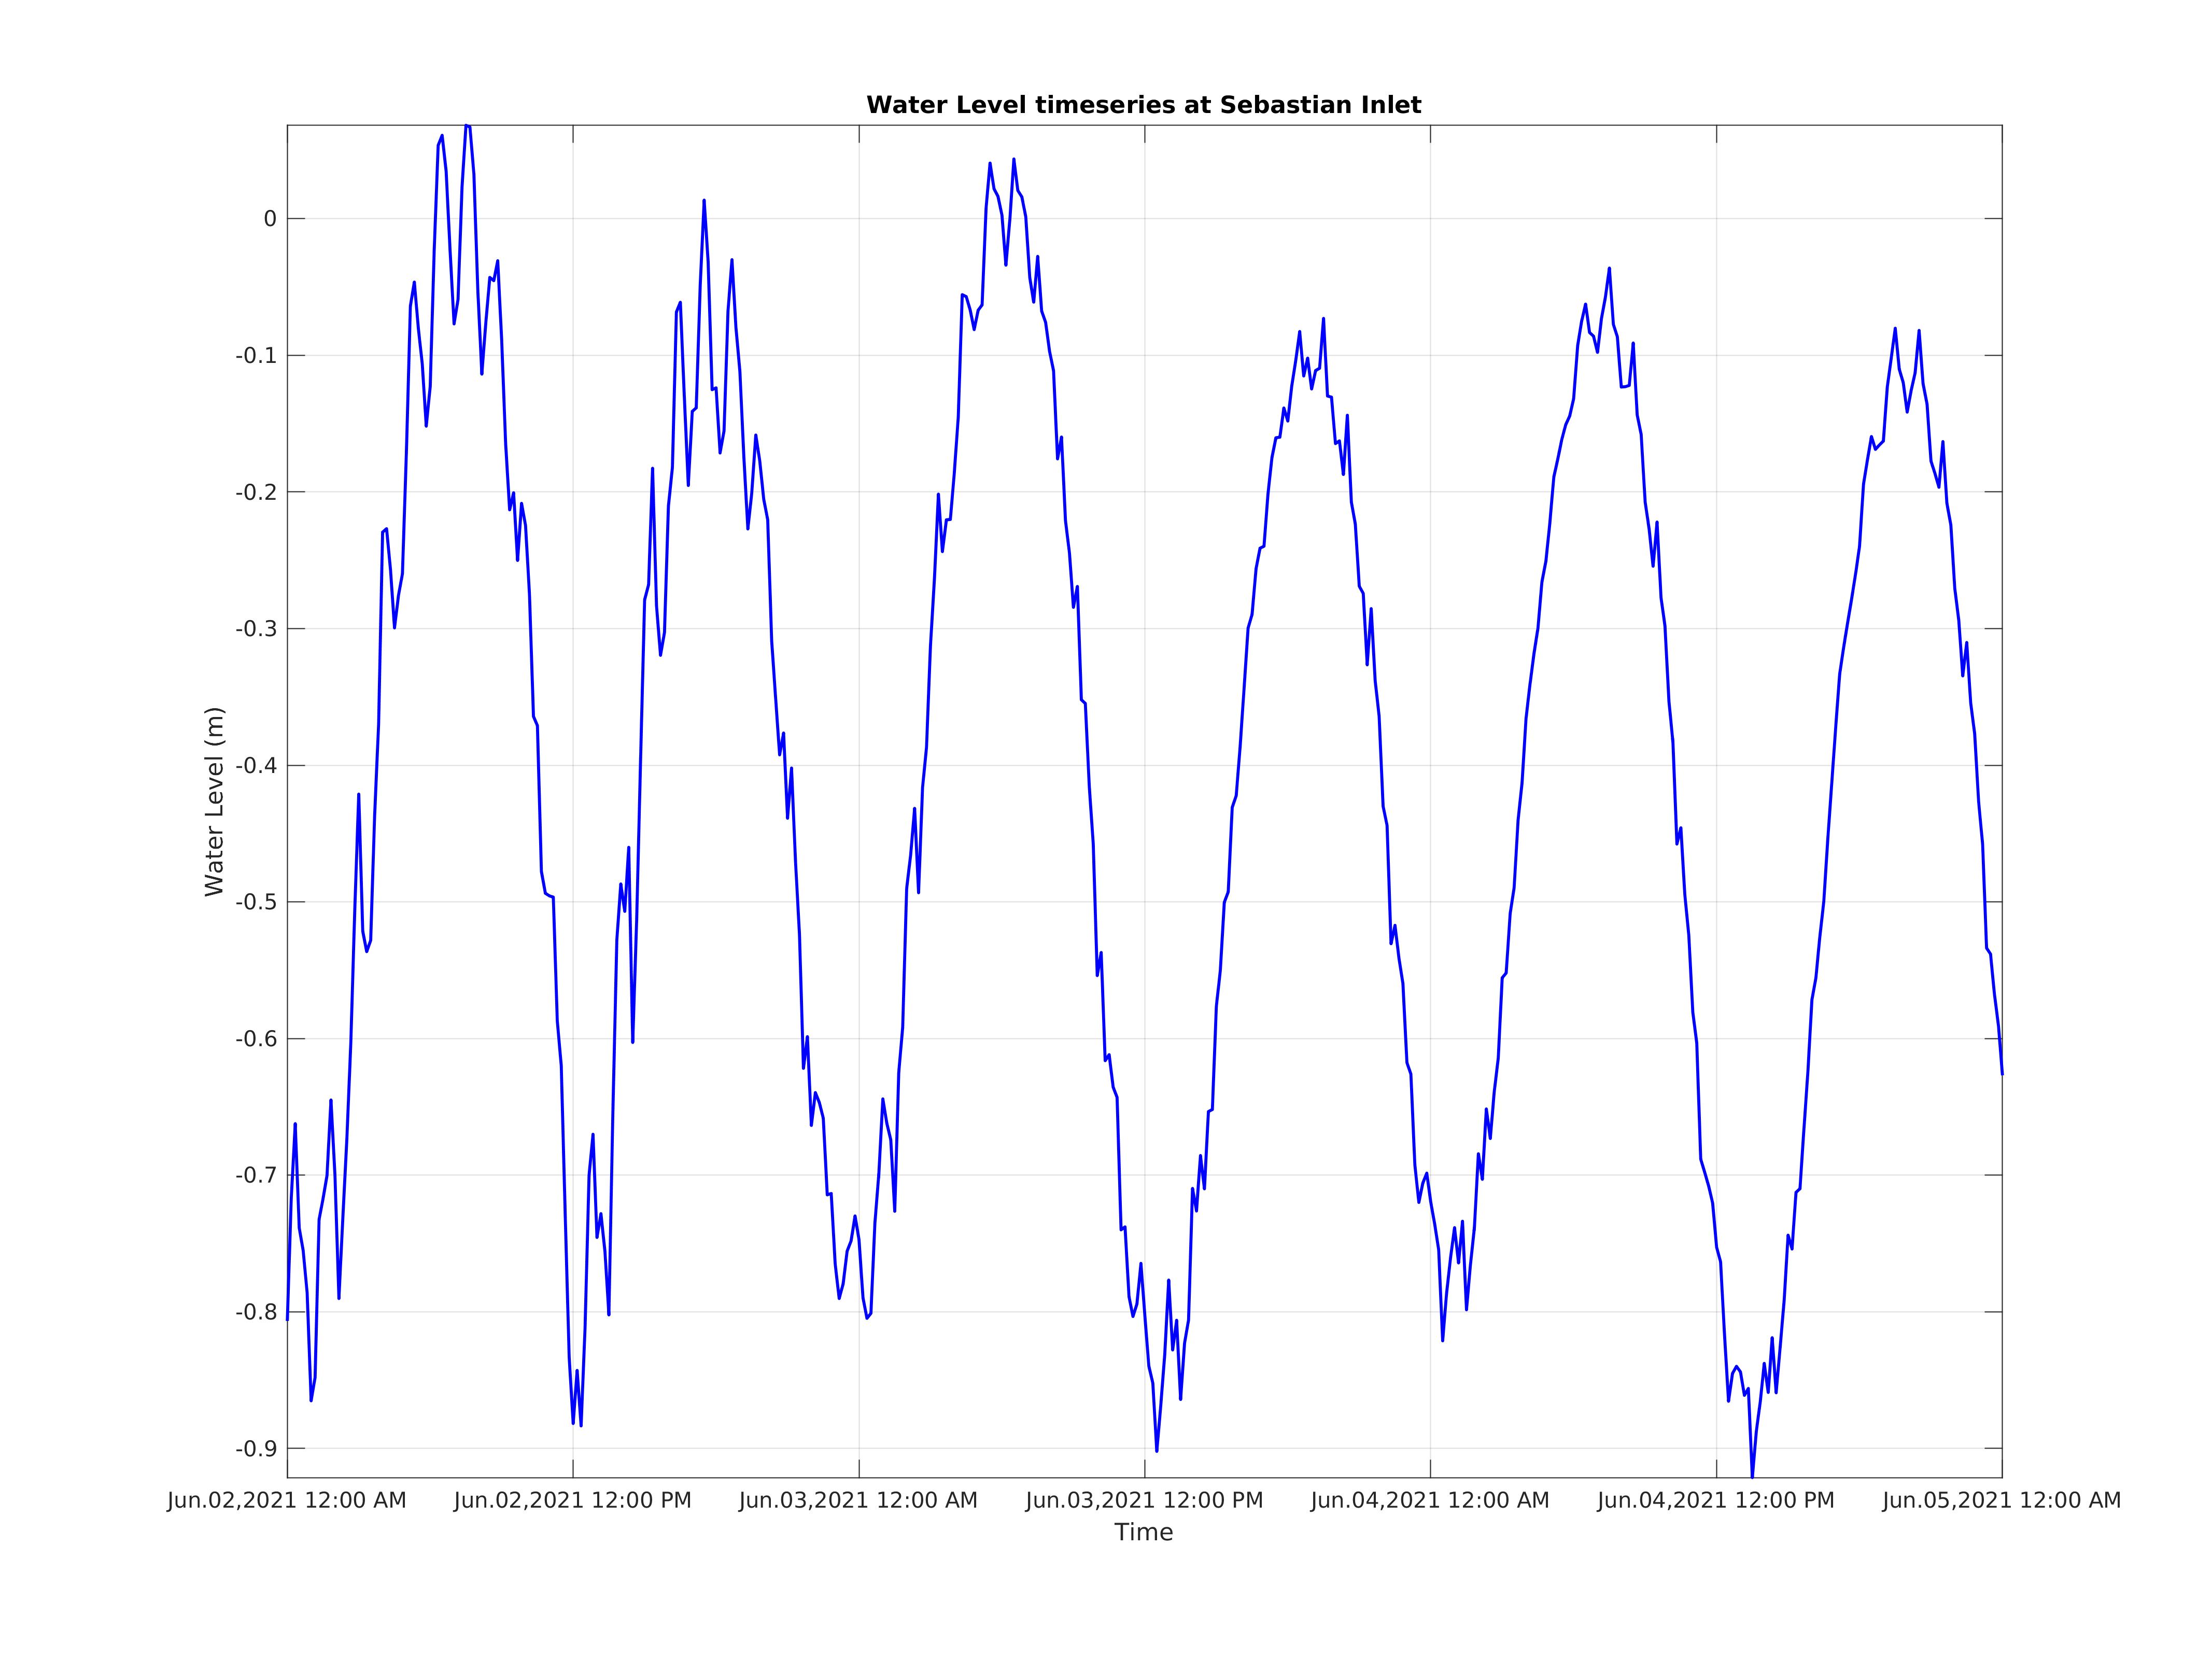 Water Level timeseries at Sebastian Inlet
0
-0.1
-0.2
-0.3
-0.4
-0.5
-0.6
-0.7
-0.8
-0.9
Water Level (m)
Jun.02,2021 12:00 AM
Jun.02,2021 12:00 PM
Jun.03,2021 12:00 AM
Jun.03,2021 12:00 PM
Jun.04,2021 12:00 AM
Jun.04,2021 12:00 PM
Jun.05,2021 12:00 AM
Time